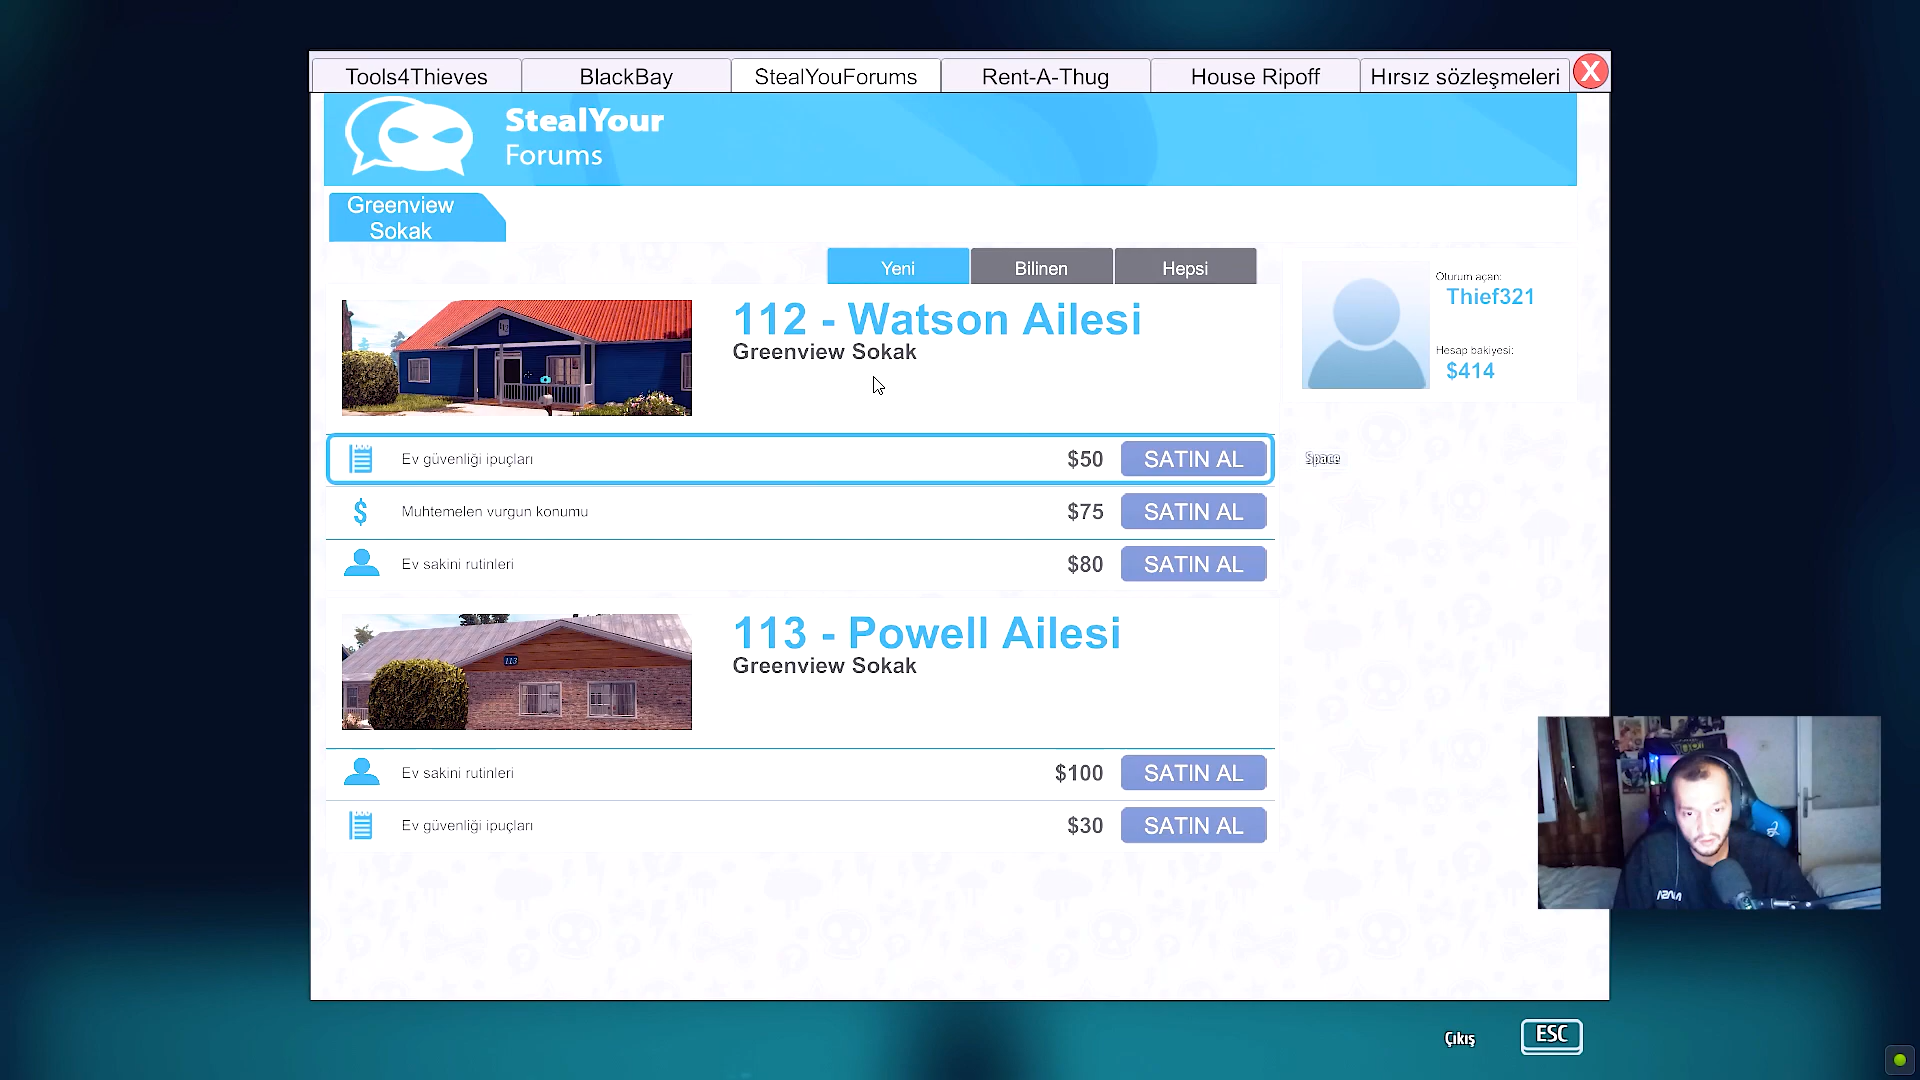 Tools4Thieves
BlackBay
StealYouForums
Rent-A-Thug
House Ripoff
Hırsız sözleşmeleri
X
StealYour
Forums
Greenview
Sokak
Yeni
Bilinen
Hepsi
112 - Watson Ailesi
Greenview Sokak
Oturum açan:
Thief321
Hesap bakiyesi:
$414
Ev güvenliği ipuçları $50 SATIN AL
Space
Muhtemelen vurgun konumu $75 SATIN AL
Ev sakini rutinleri $80 SATIN AL
113
113 - Powell Ailesi
Greenview Sokak
Ev sakini rutinleri $100 SATIN AL
Ev güvenliği ipuçları $30 SATIN AL
Çıkış
ESC